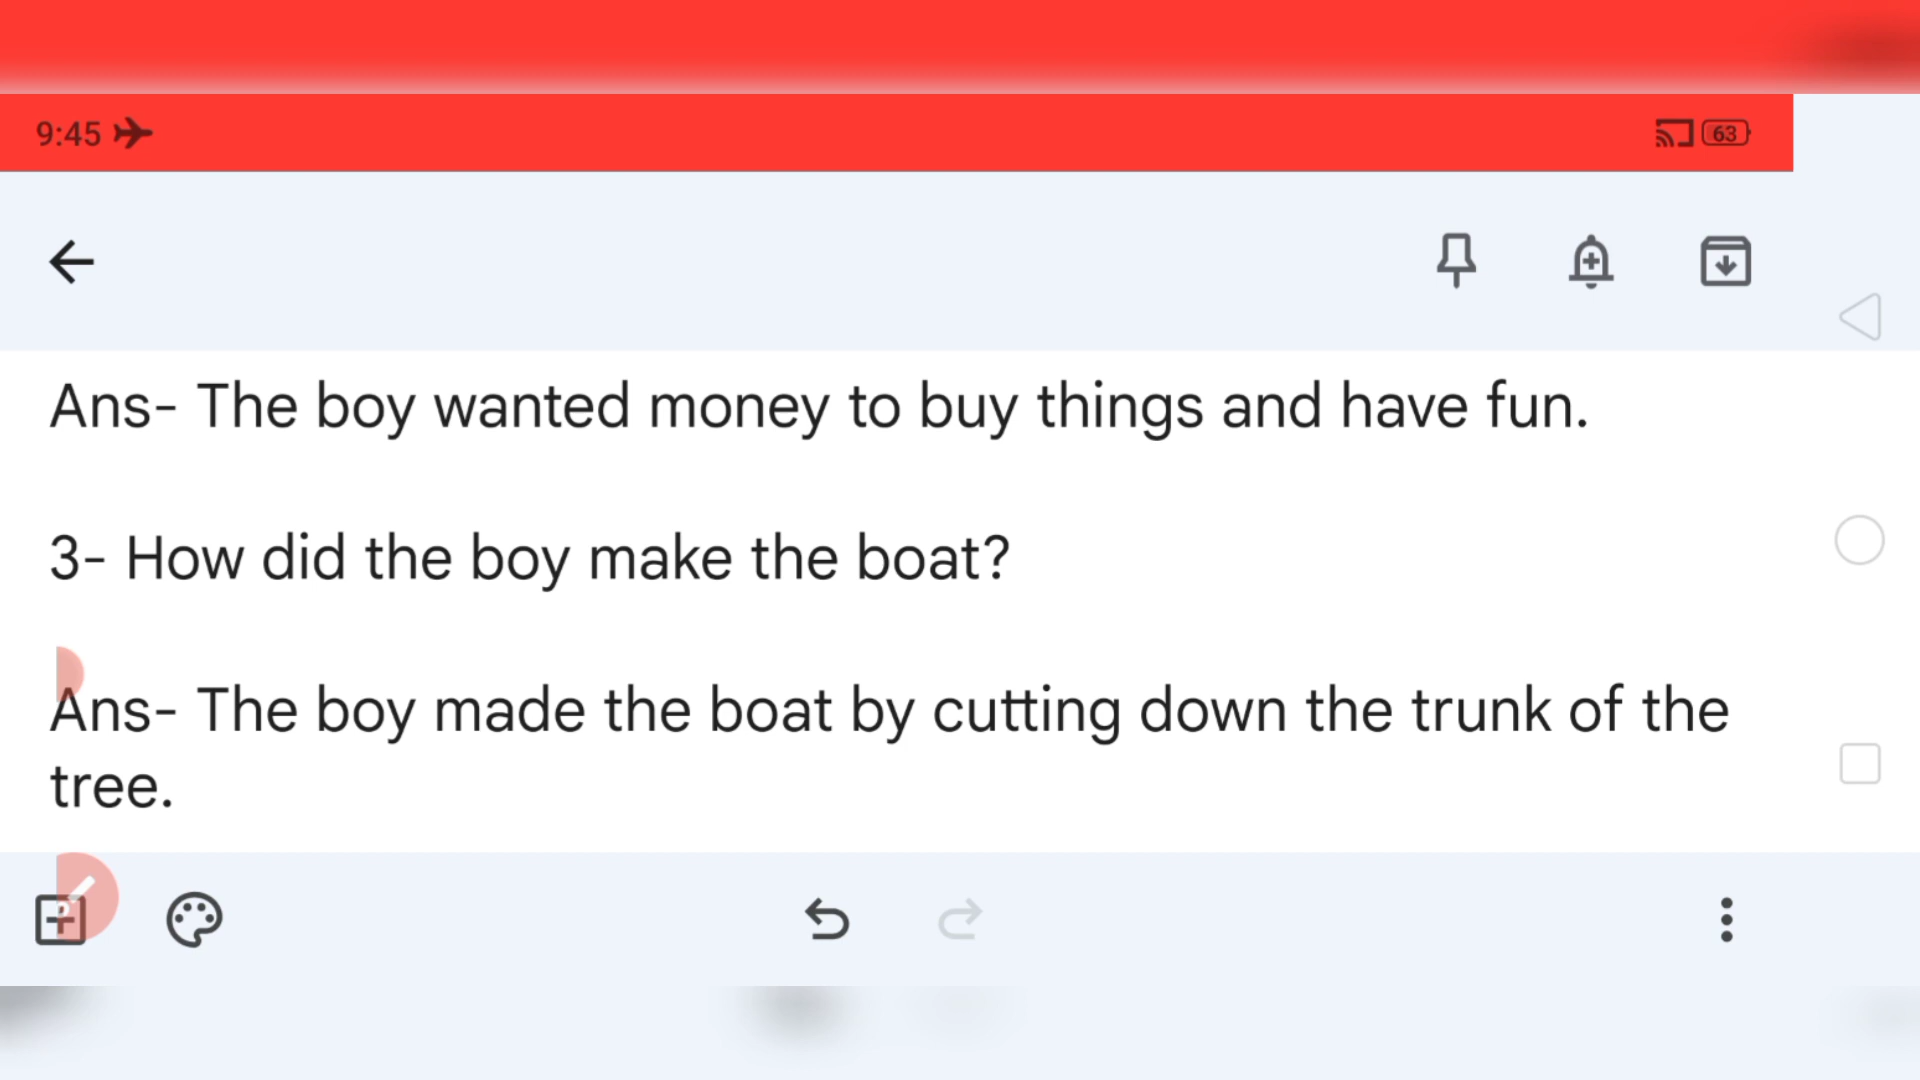 9:45
63
Ans- The boy wanted money to buy things and have fun.
3- How did the boy make the boat?
Ans- The boy made the boat by cutting down the trunk of the
tree.